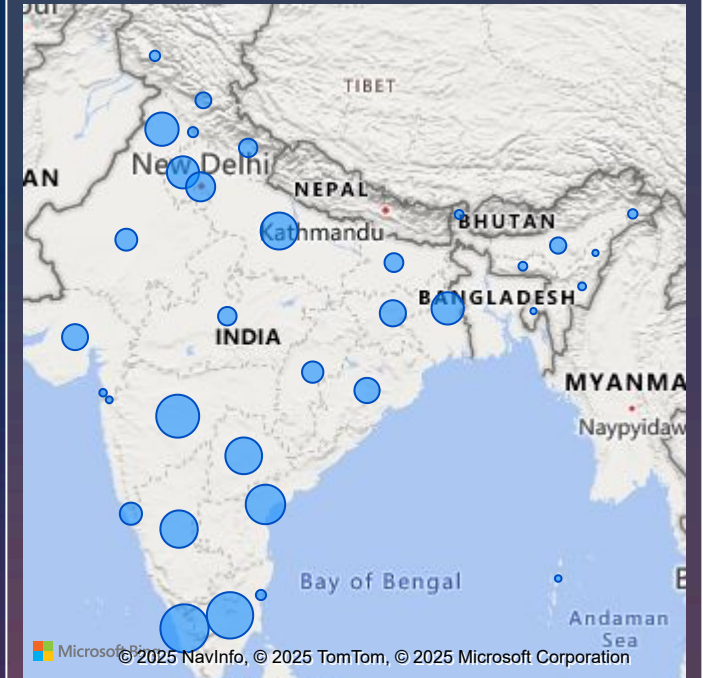 TIBET
New Delhi
AN
NEPAL
BHUTAN
Kathmandu
BANGLADESH
INDIA
MYANMA
Naypyidaw
Bay of Bengal
Andaman
Sea
Microsoft Bing
© 2025 NavInfo, © 2025 TomTom, © 2025 Microsoft Corporation